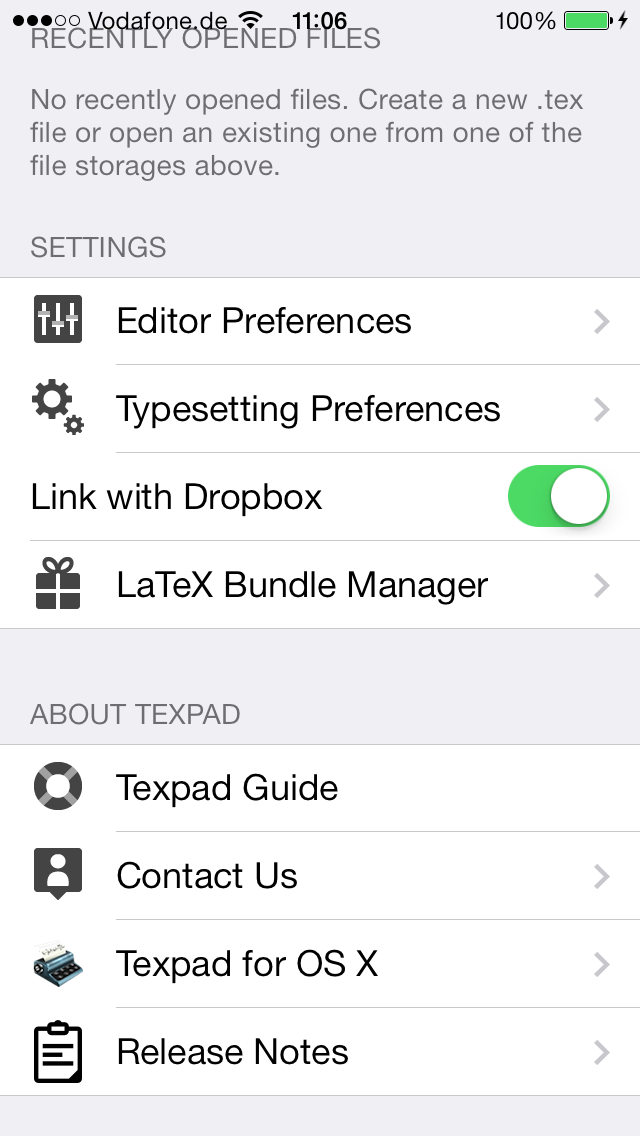 Vodafone.de 11:06 100%
RECENTLY OPENED FILES
No recently opened files. Create a new .tex
file or open an existing one from one of the
file storages above.
SETTINGS
Editor Preferences
Typesetting Preferences
Link with Dropbox
LaTeX Bundle Manager
ABOUT TEXPAD
Texpad Guide
Contact Us
Texpad for OS X
Release Notes